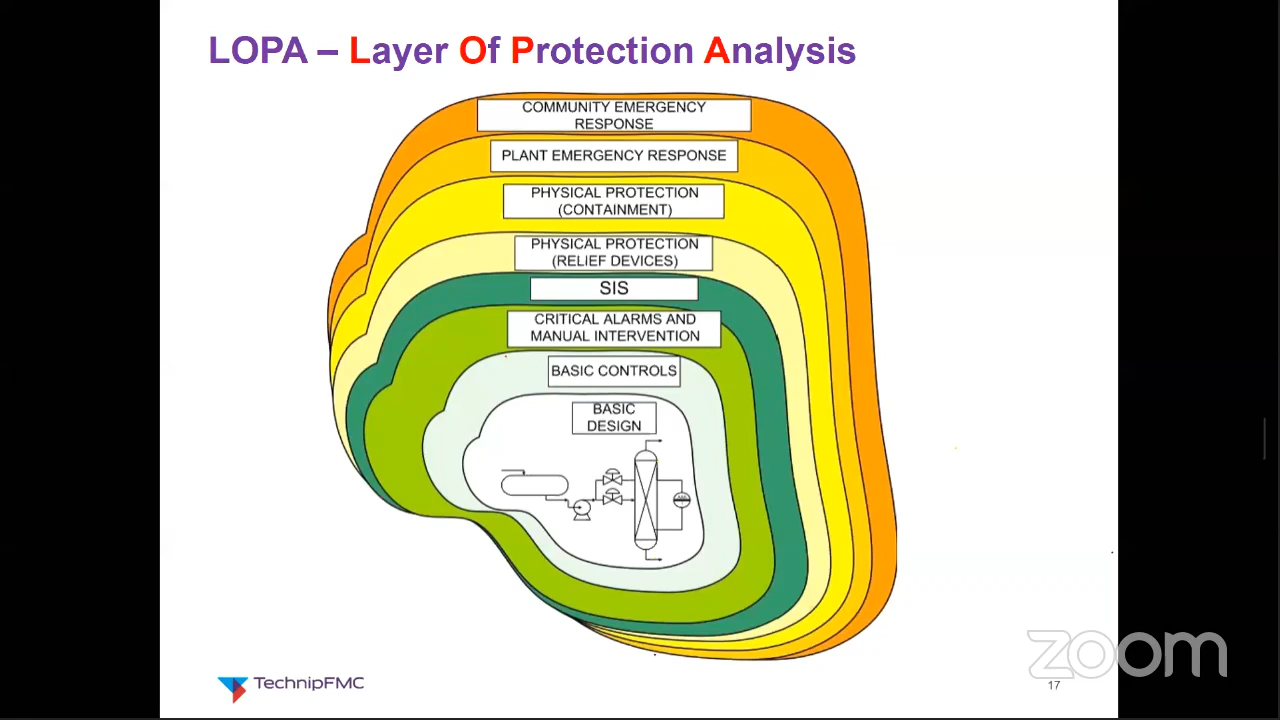 LOPA – Layer Of Protection Analysis
COMMUNITY EMERGENCY
RESPONSE
PLANT EMERGENCY RESPONSE
PHYSICAL PROTECTION
(CONTAINMENT)
PHYSICAL PROTECTION
(RELIEF DEVICES)
SIS
CRITICAL ALARMS AND
MANUAL INTERVENTION
BASIC CONTROLS
BASIC
DESIGN
zoom
TechnipFMC
17